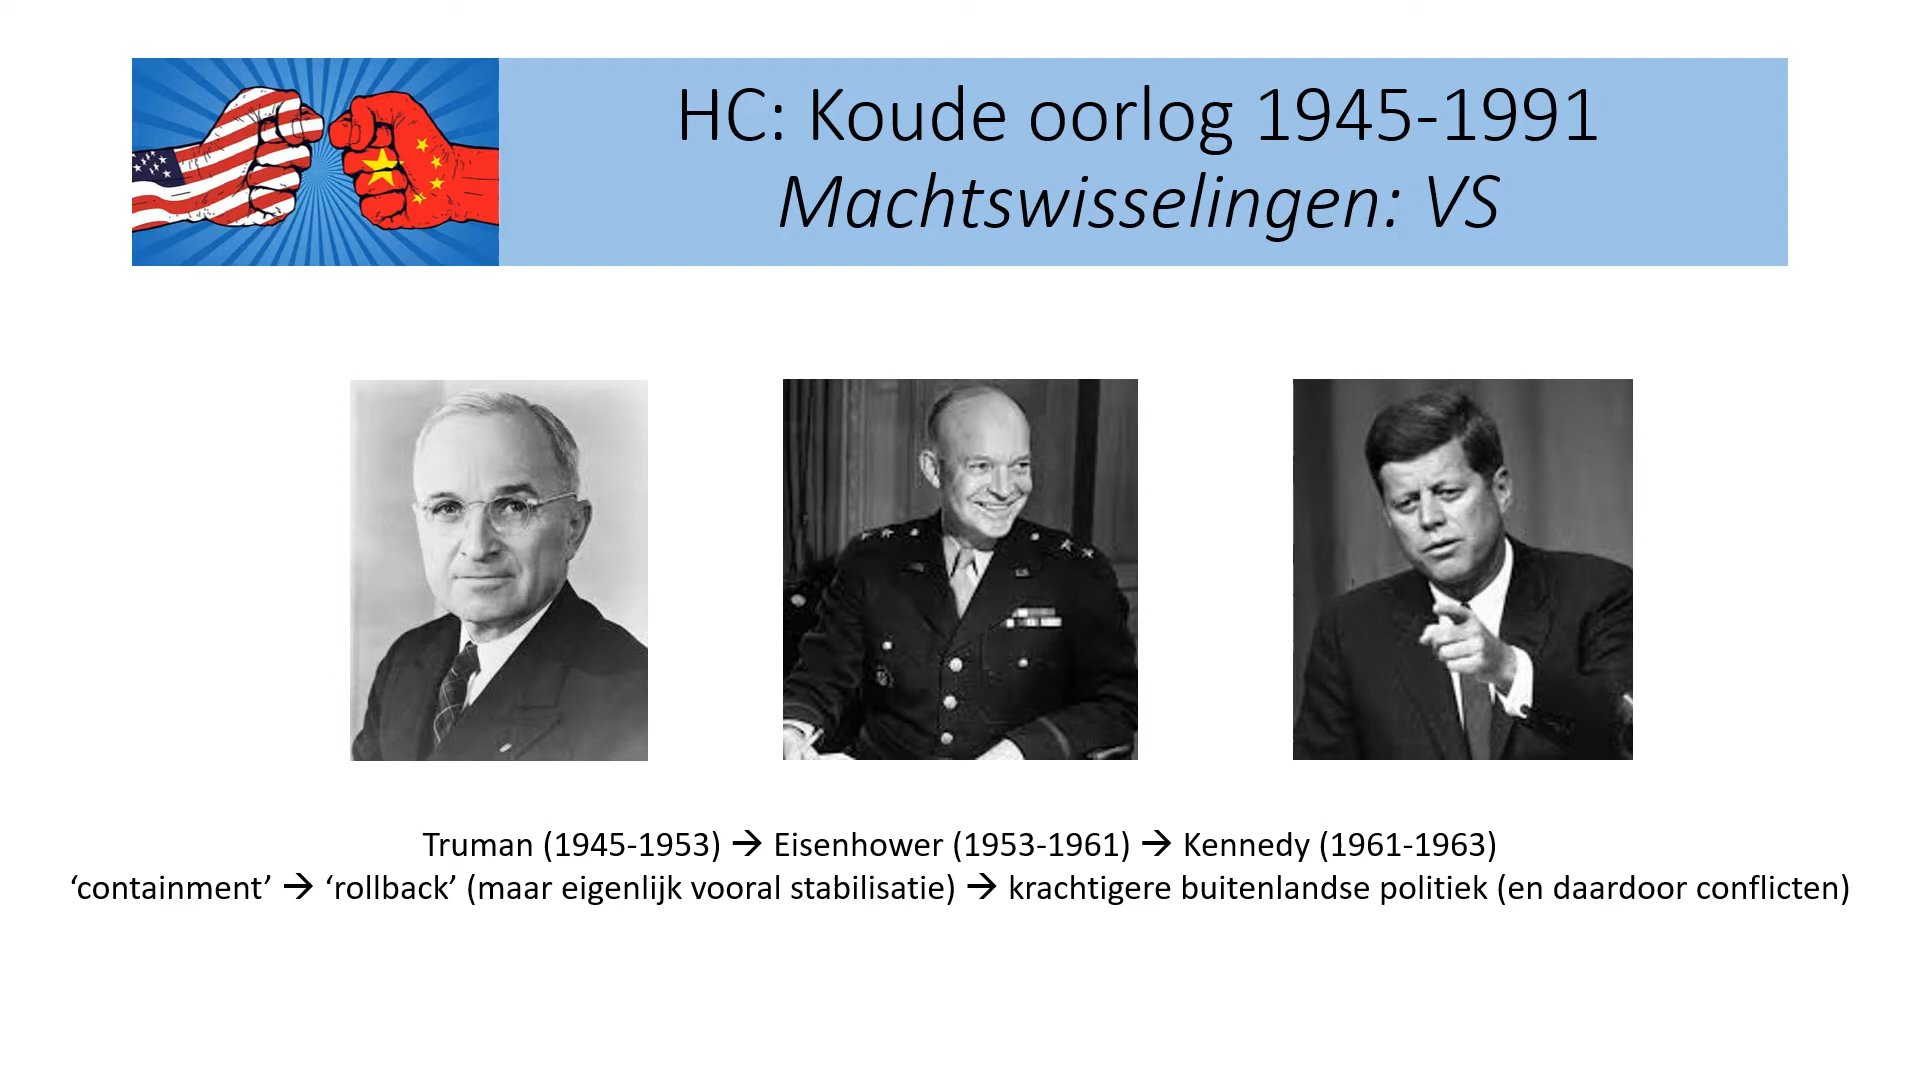 HC: Koude oorlog 1945-1991
Machtswisselingen: VS
Truman (1945-1953) → Eisenhower (1953-1961) → Kennedy (1961-1963)
‘containment’ → ‘rollback’ (maar eigenlijk vooral stabilisatie) → krachtigere buitenlandse politiek (en daardoor conflicten)